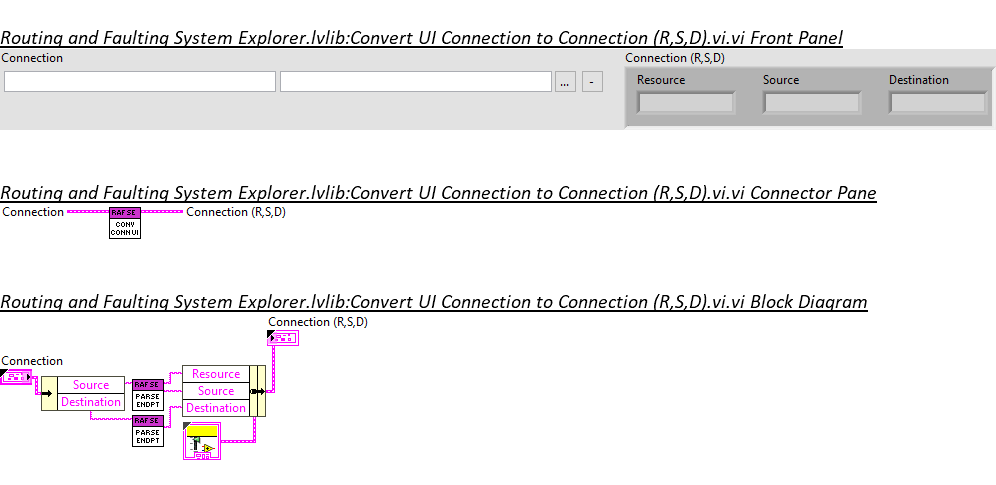 Routing and Faulting System Explorer.lvlib:Convert UI Connection to Connection (R,S,D).vi.vi Front Panel
Connection
Connection (R,S,D)
Resource Source Destination
... -
Routing and Faulting System Explorer.lvlib:Convert UI Connection to Connection (R,S,D).vi.vi Connector Pane
Connection Connection (R,S,D)
RAFSE
CONV
CONN UI
Routing and Faulting System Explorer.lvlib:Convert UI Connection to Connection (R,S,D).vi.vi Block Diagram
Connection (R,S,D)
Connection
Source
Destination
RAFSE
PARSE
ENDPT
RAFSE
PARSE
ENDPT
Resource
Source
Destination